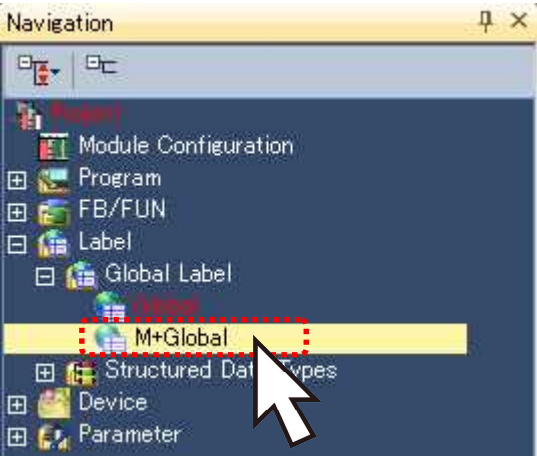 Navigation
Project
Module Configuration
Program
FB/FUN
Label
Global Label
Global
M+Global
Structured Data Types
Device
Parameter